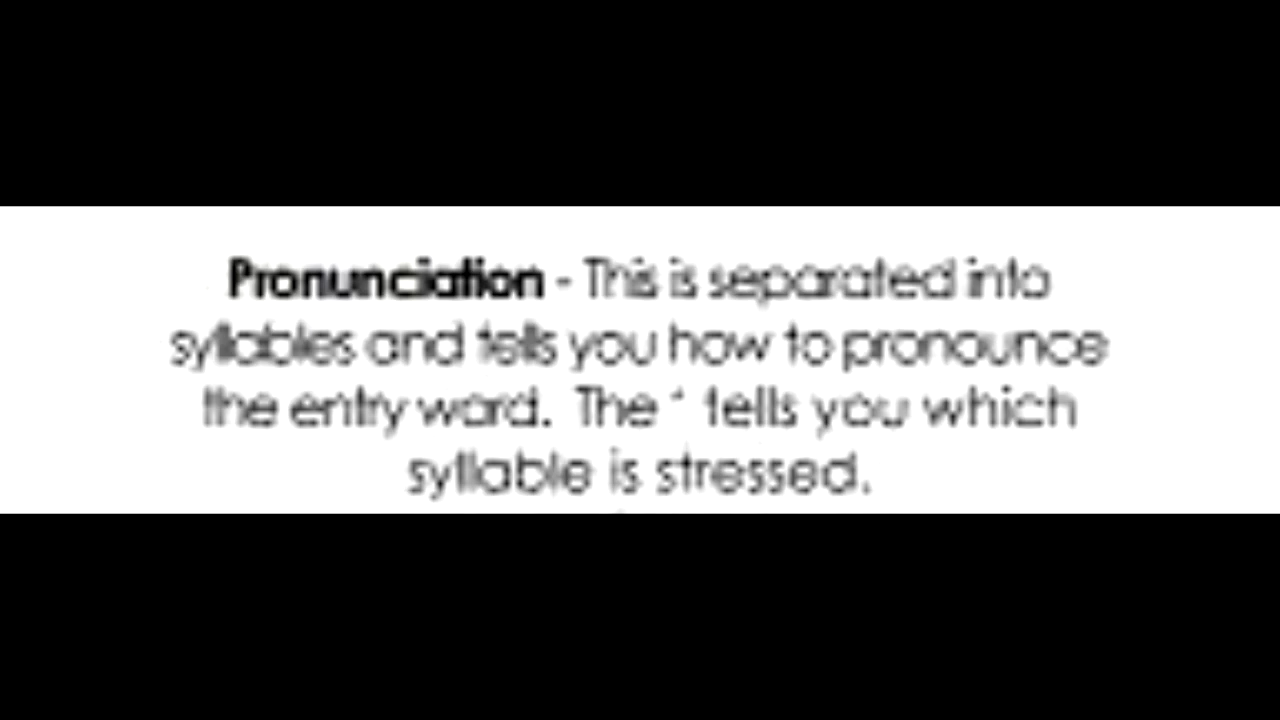 Pronunciation - This is separated into
syllables and tells you how to pronounce
the entry word. The ´ tells you which
syllable is stressed.